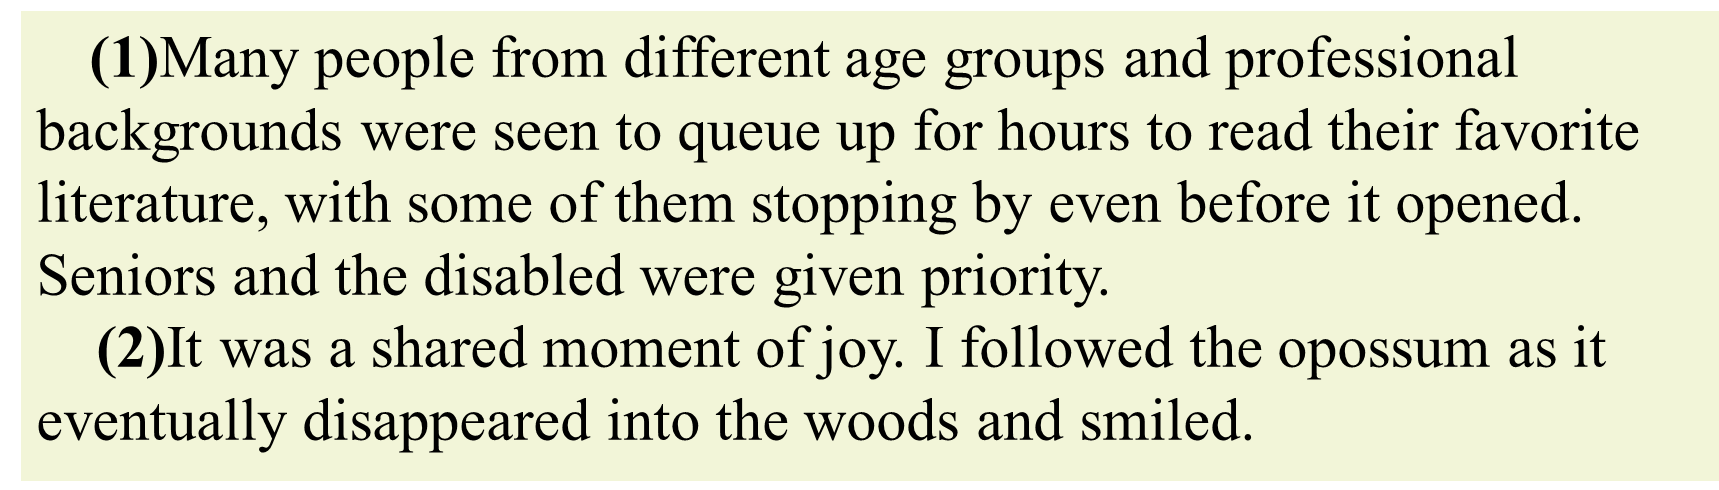 (1)Many people from different age groups and professional
backgrounds were seen to queue up for hours to read their favorite
literature, with some of them stopping by even before it opened.
Seniors and the disabled were given priority.
(2)It was a shared moment of joy. I followed the opossum as it
eventually disappeared into the woods and smiled.